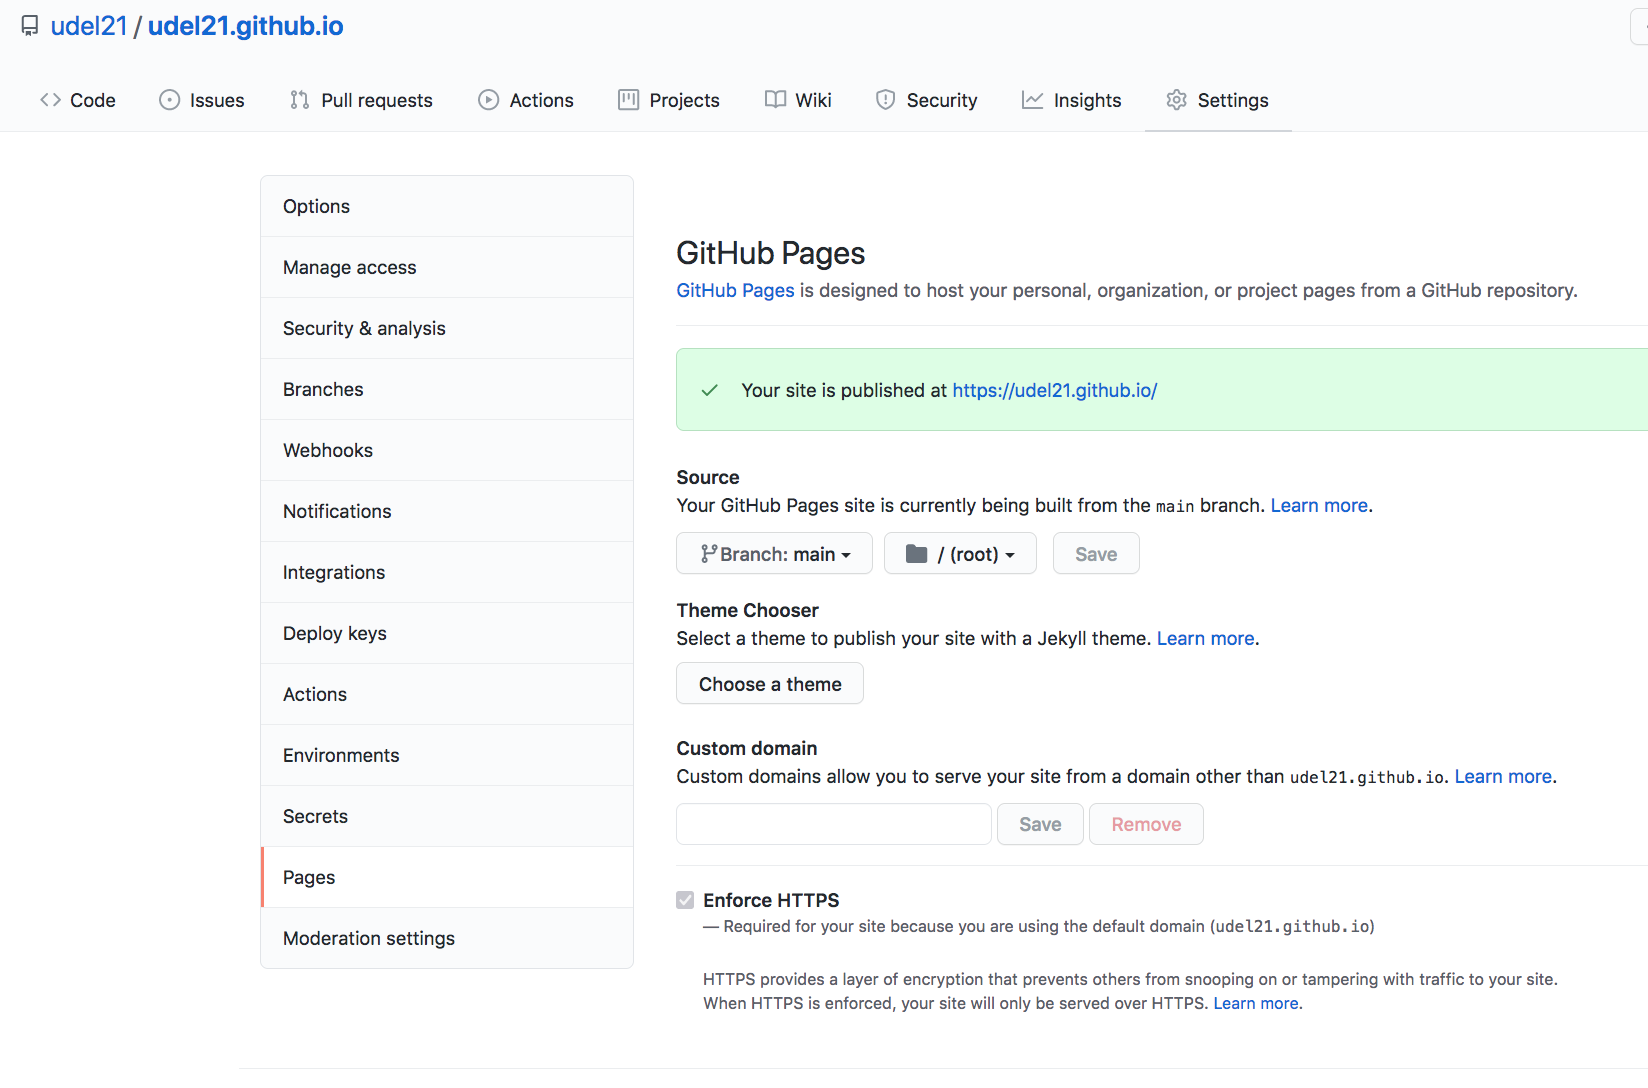 udel21 / udel21.github.io
Code Issues Pull requests Actions Projects Wiki Security Insights Settings
Options
Manage access
Security & analysis
Branches
Webhooks
Notifications
Integrations
Deploy keys
Actions
Environments
Secrets
Pages
Moderation settings
GitHub Pages
GitHub Pages is designed to host your personal, organization, or project pages from a GitHub repository.
Your site is published at https://udel21.github.io/
Source
Your GitHub Pages site is currently being built from the main branch. Learn more.
Branch: main / (root) Save
Theme Chooser
Select a theme to publish your site with a Jekyll theme. Learn more.
Choose a theme
Custom domain
Custom domains allow you to serve your site from a domain other than udel21.github.io. Learn more.
Save Remove
Enforce HTTPS
— Required for your site because you are using the default domain (udel21.github.io)
HTTPS provides a layer of encryption that prevents others from snooping on or tampering with traffic to your site.
When HTTPS is enforced, your site will only be served over HTTPS. Learn more.